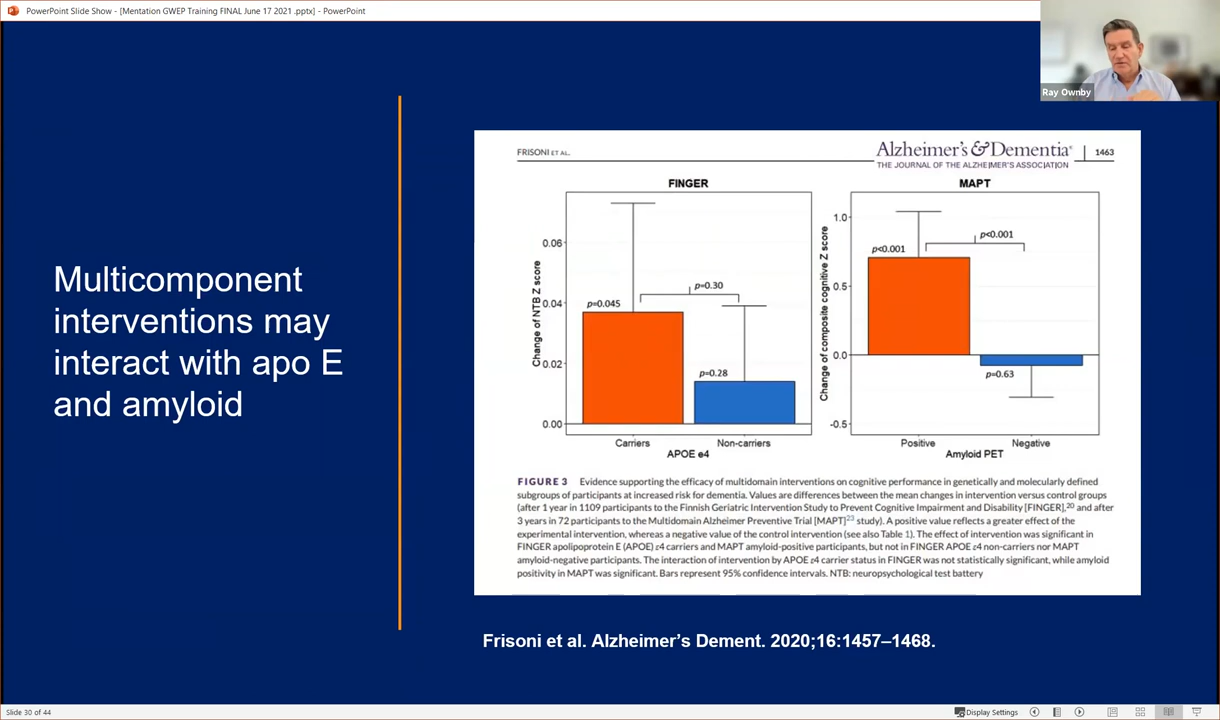 PowerPoint Slide Show - [Mentation GWEP Training FINAL June 17 2021 .pptx] - PowerPoint
Ray Ownby
Multicomponent
interventions may
interact with apo E
and amyloid
FRISONI ET AL.
Alzheimer's & Dementia®
THE JOURNAL OF THE ALZHEIMER'S ASSOCIATION
1463
FINGER
Change of NTB Z score
0.06
0.04
0.02
0.00
p=0.045
p=0.30
p=0.28
Carriers
Non-carriers
APOE e4
MAPT
Change of composite cognitive Z score
1.0
0.5
0.0
-0.5
p<0.001
p<0.001
p=0.63
Positive
Negative
Amyloid PET
FIGURE 3 Evidence supporting the efficacy of multidomain interventions on cognitive performance in genetically and molecularly defined
subgroups of participants at increased risk for dementia. Values are differences between the mean changes in intervention versus control groups
(after 1 year in 1109 participants to the Finnish Geriatric Intervention Study to Prevent Cognitive Impairment and Disability [FINGER],20 and after
3 years in 72 participants to the Multidomain Alzheimer Preventive Trial [MAPT]23 study). A positive value reflects a greater effect of the
experimental intervention, whereas a negative value of the control intervention (see also Table 1). The effect of intervention was significant in
FINGER apolipoprotein E (APOE) ε4 carriers and MAPT amyloid-positive participants, but not in FINGER APOE ε4 non-carriers nor MAPT
amyloid-negative participants. The interaction of intervention by APOE ε4 carrier status in FINGER was not statistically significant, while amyloid
positivity in MAPT was significant. Bars represent 95% confidence intervals. NTB: neuropsychological test battery
Frisoni et al. Alzheimer's Dement. 2020;16:1457–1468.
Slide 30 of 44
Display Settings